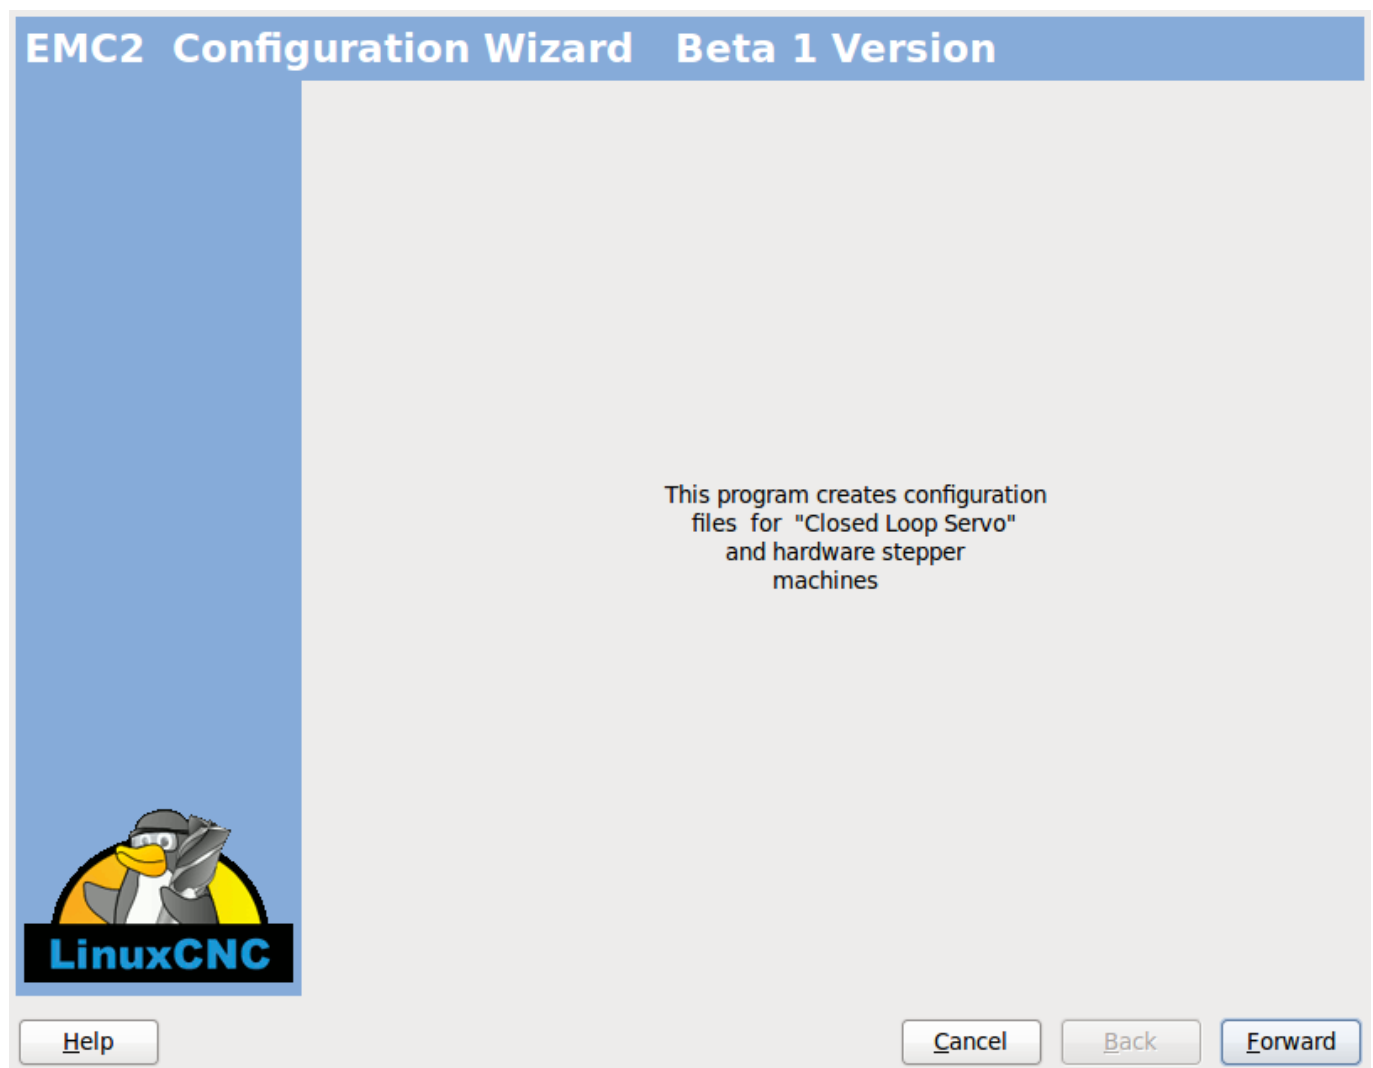 EMC2  Configuration Wizard   Beta 1 Version
This program creates configuration
files  for  "Closed Loop Servo"
and hardware stepper
machines
LinuxCNC
Help
Cancel
Back
Forward